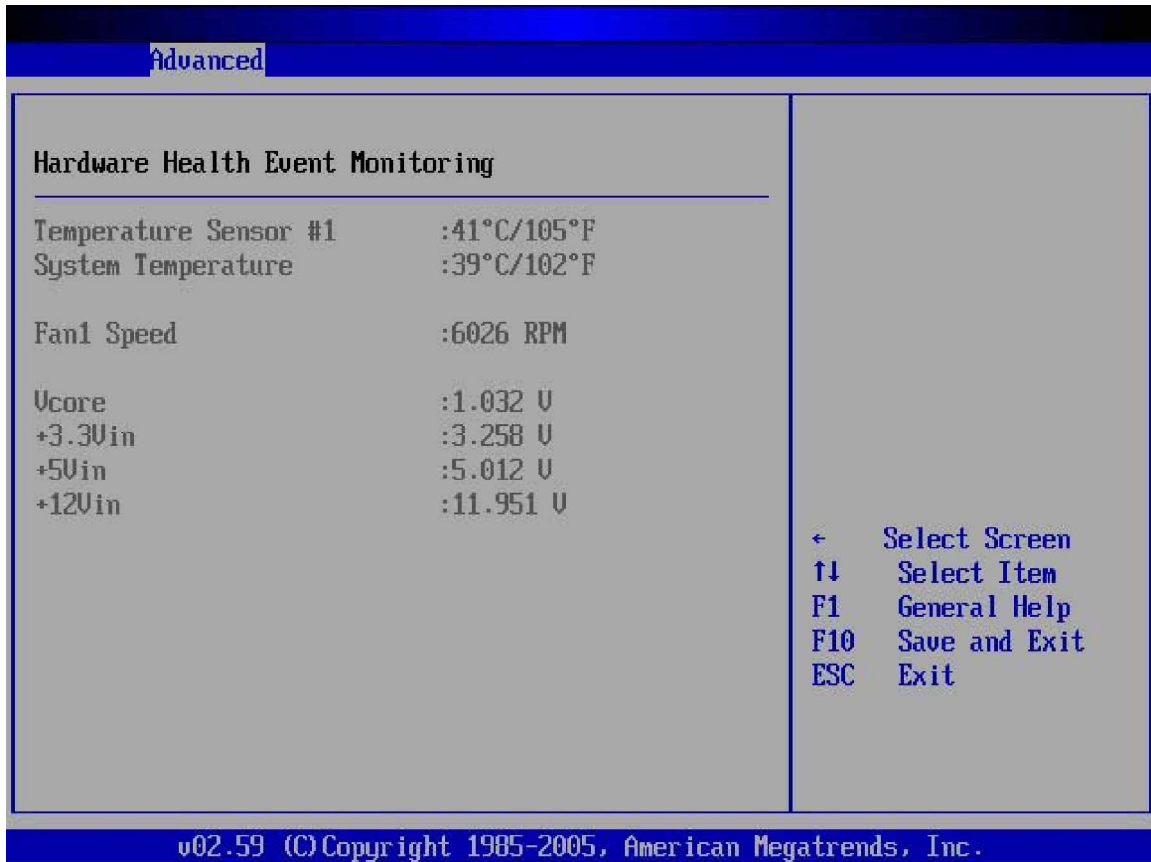 Advanced
Hardware Health Event Monitoring
Temperature Sensor #1 :41°C/105°F
System Temperature :39°C/102°F
Fan1 Speed :6026 RPM
Vcore :1.032 V
+3.3Vin :3.258 V
+5Vin :5.012 V
+12Vin :11.951 V
← Select Screen
↑↓ Select Item
F1 General Help
F10 Save and Exit
ESC Exit
v02.59 (C)Copyright 1985-2005, American Megatrends, Inc.